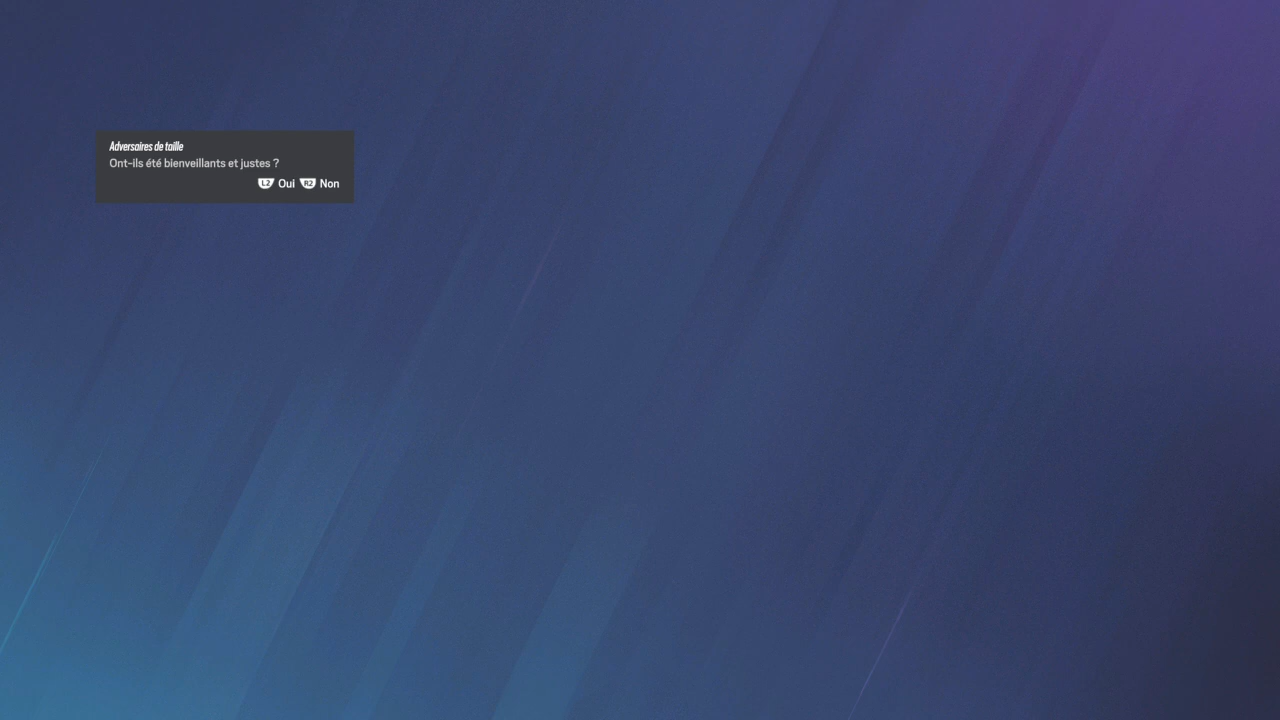 Adversaires de taille
Ont-ils été bienveillants et justes ?
L2 Oui R2 Non